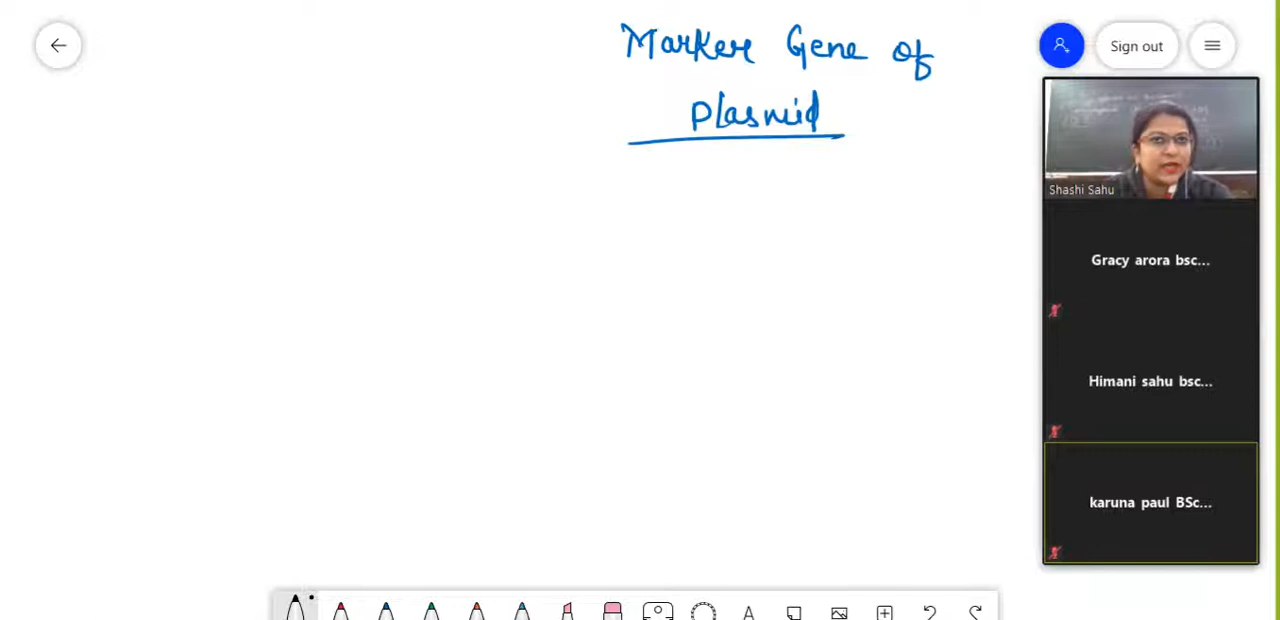 Marker Gene of
Plasmid
Sign out
Shashi Sahu
Gracy arora bsc...
Himani sahu bsc...
karuna paul BSc...
A